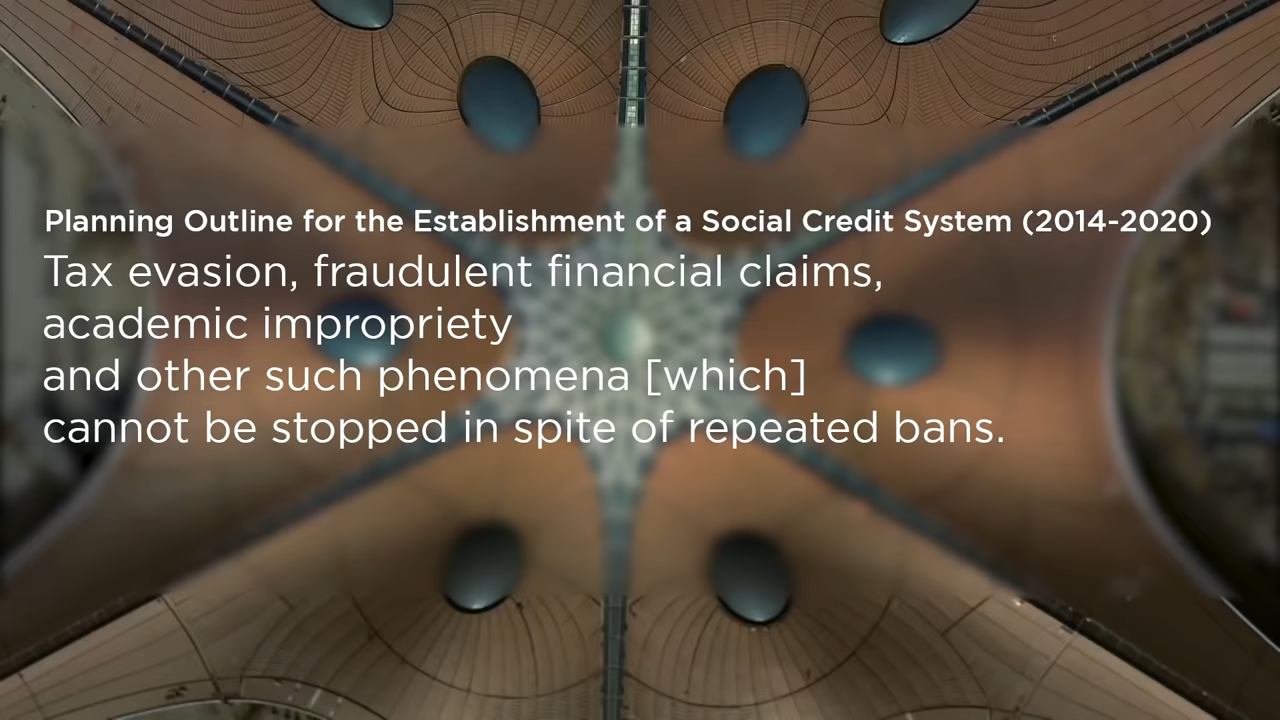 Planning Outline for the Establishment of a Social Credit System (2014-2020)
Tax evasion, fraudulent financial claims,
academic impropriety
and other such phenomena [which]
cannot be stopped in spite of repeated bans.